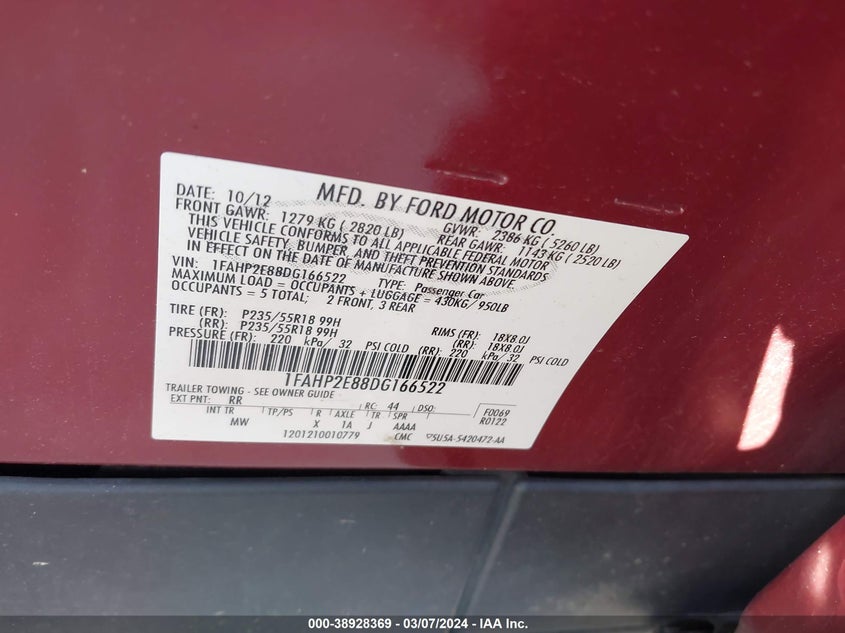 DATE: 10/12 MFD. BY FORD MOTOR CO.
FRONT GAWR: 1279 KG ( 2820 LB) GVWR: 2386 KG ( 5260 LB)
REAR GAWR: 1143 KG ( 2520 LB)
THIS VEHICLE CONFORMS TO ALL APPLICABLE FEDERAL MOTOR
VEHICLE SAFETY, BUMPER, AND THEFT PREVENTION STANDARDS
IN EFFECT ON THE DATE OF MANUFACTURE SHOWN ABOVE.
VIN: 1FAHP2E88DG166522 TYPE: Passenger Car
MAXIMUM LOAD = OCCUPANTS + LUGGAGE = 430KG/ 950LB
OCCUPANTS = 5 TOTAL; 2 FRONT, 3 REAR
TIRE (FR): P235/55R18 99H RIMS (FR): 18X8.0J
(RR): P235/55R18 99H (RR): 18X8.0J
PRESSURE (FR): 220 kPa/ 32 PSI COLD (RR): 220 kPa/ 32 PSI COLD
1FAHP2E88DG166522
TRAILER TOWING - SEE OWNER GUIDE
EXT PNT: RR RC: 44 DSO: F0069
INT TR TP/PS R AXLE TR SPR R0122
MW X 1A J AAAA
1201210010779 CMC 5U5A-5420472-AA
000-38928369 — 03/07/2024 — IAA Inc.